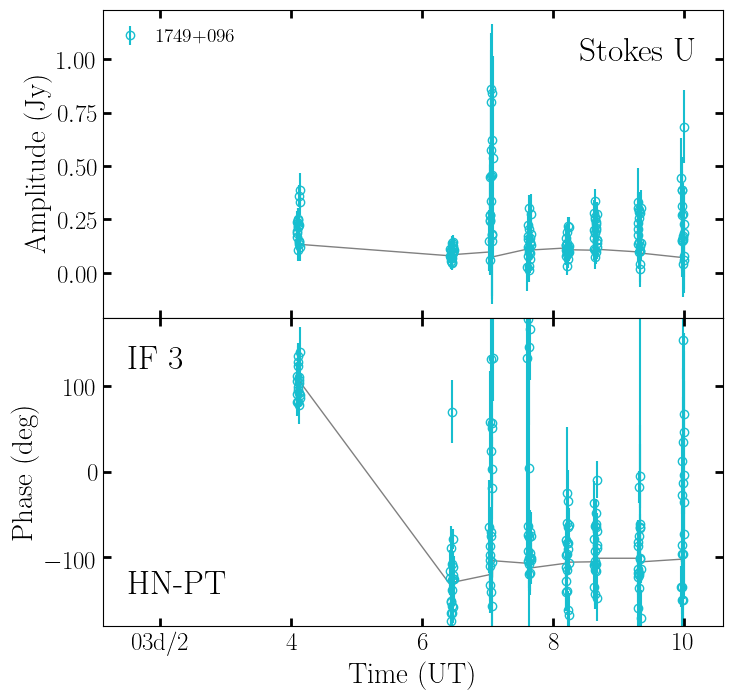 1749+096
Stokes U
Amplitude (Jy)
1.00
0.75
0.50
0.25
0.00
IF 3
HN-PT
Phase (deg)
100
0
−100
03d/2
4
6
8
10
Time (UT)